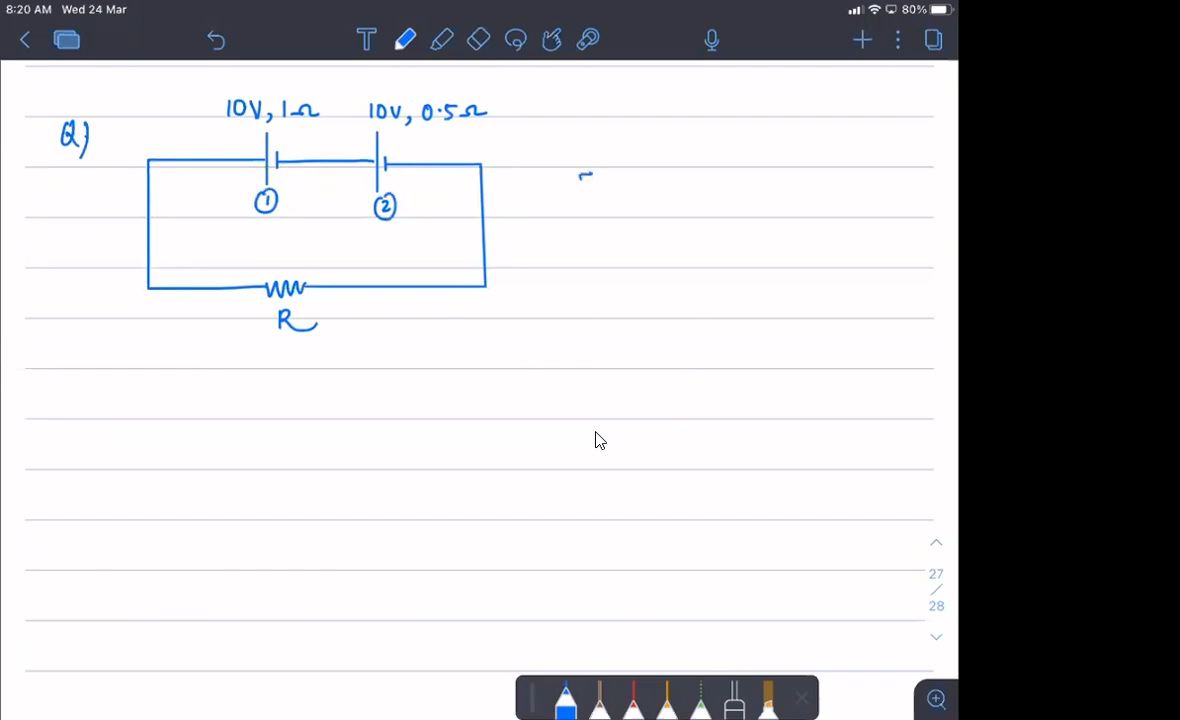 8:20 AM Wed 24 Mar
80%
T
Q)
10V, 1Ω
10V, 0.5Ω
1
2
R
27
/
28